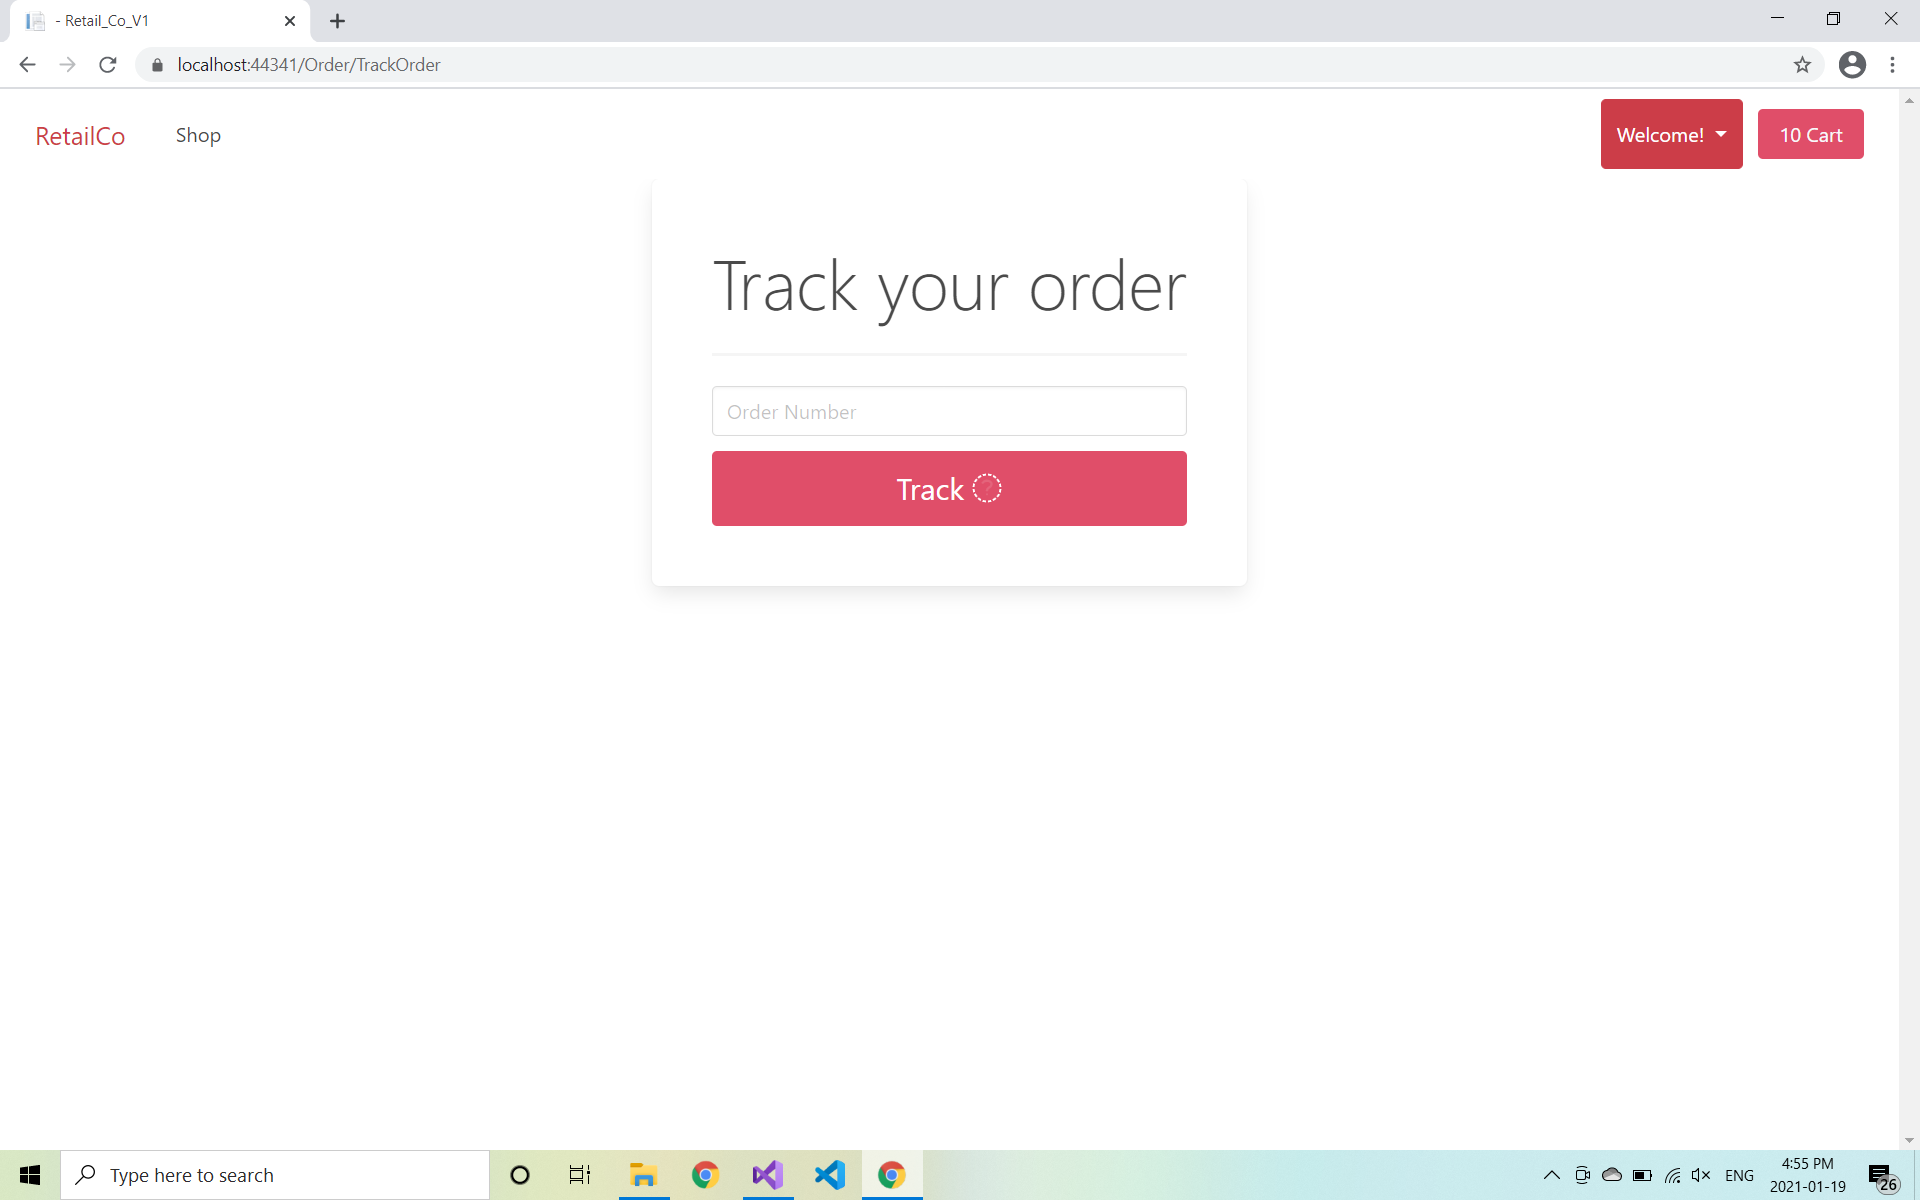 - Retail_Co_V1
localhost:44341/Order/TrackOrder
RetailCo
Shop
Welcome!
10 Cart
Track your order
Order Number
Track
Type here to search
ENG
4:55 PM
2021-01-19
26